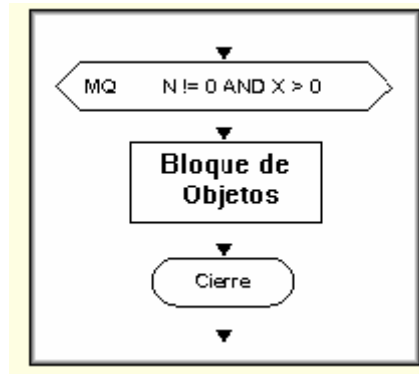 MQ N != 0 AND X > 0
Bloque de
Objetos
Cierre